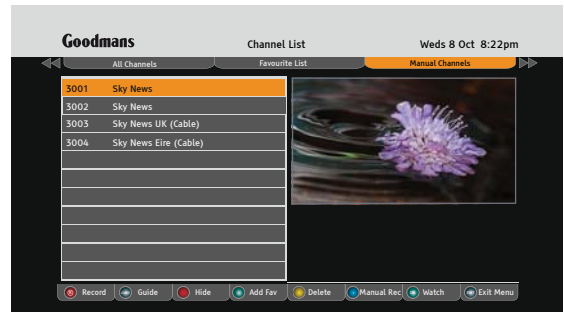 Goodmans Channel List Weds 8 Oct 8:22pm
All Channels Favourite List Manual Channels
3001 Sky News
3002 Sky News
3003 Sky News UK (Cable)
3004 Sky News Eire (Cable)
Record Guide Hide Add Fav Delete Manual Rec Watch Exit Menu